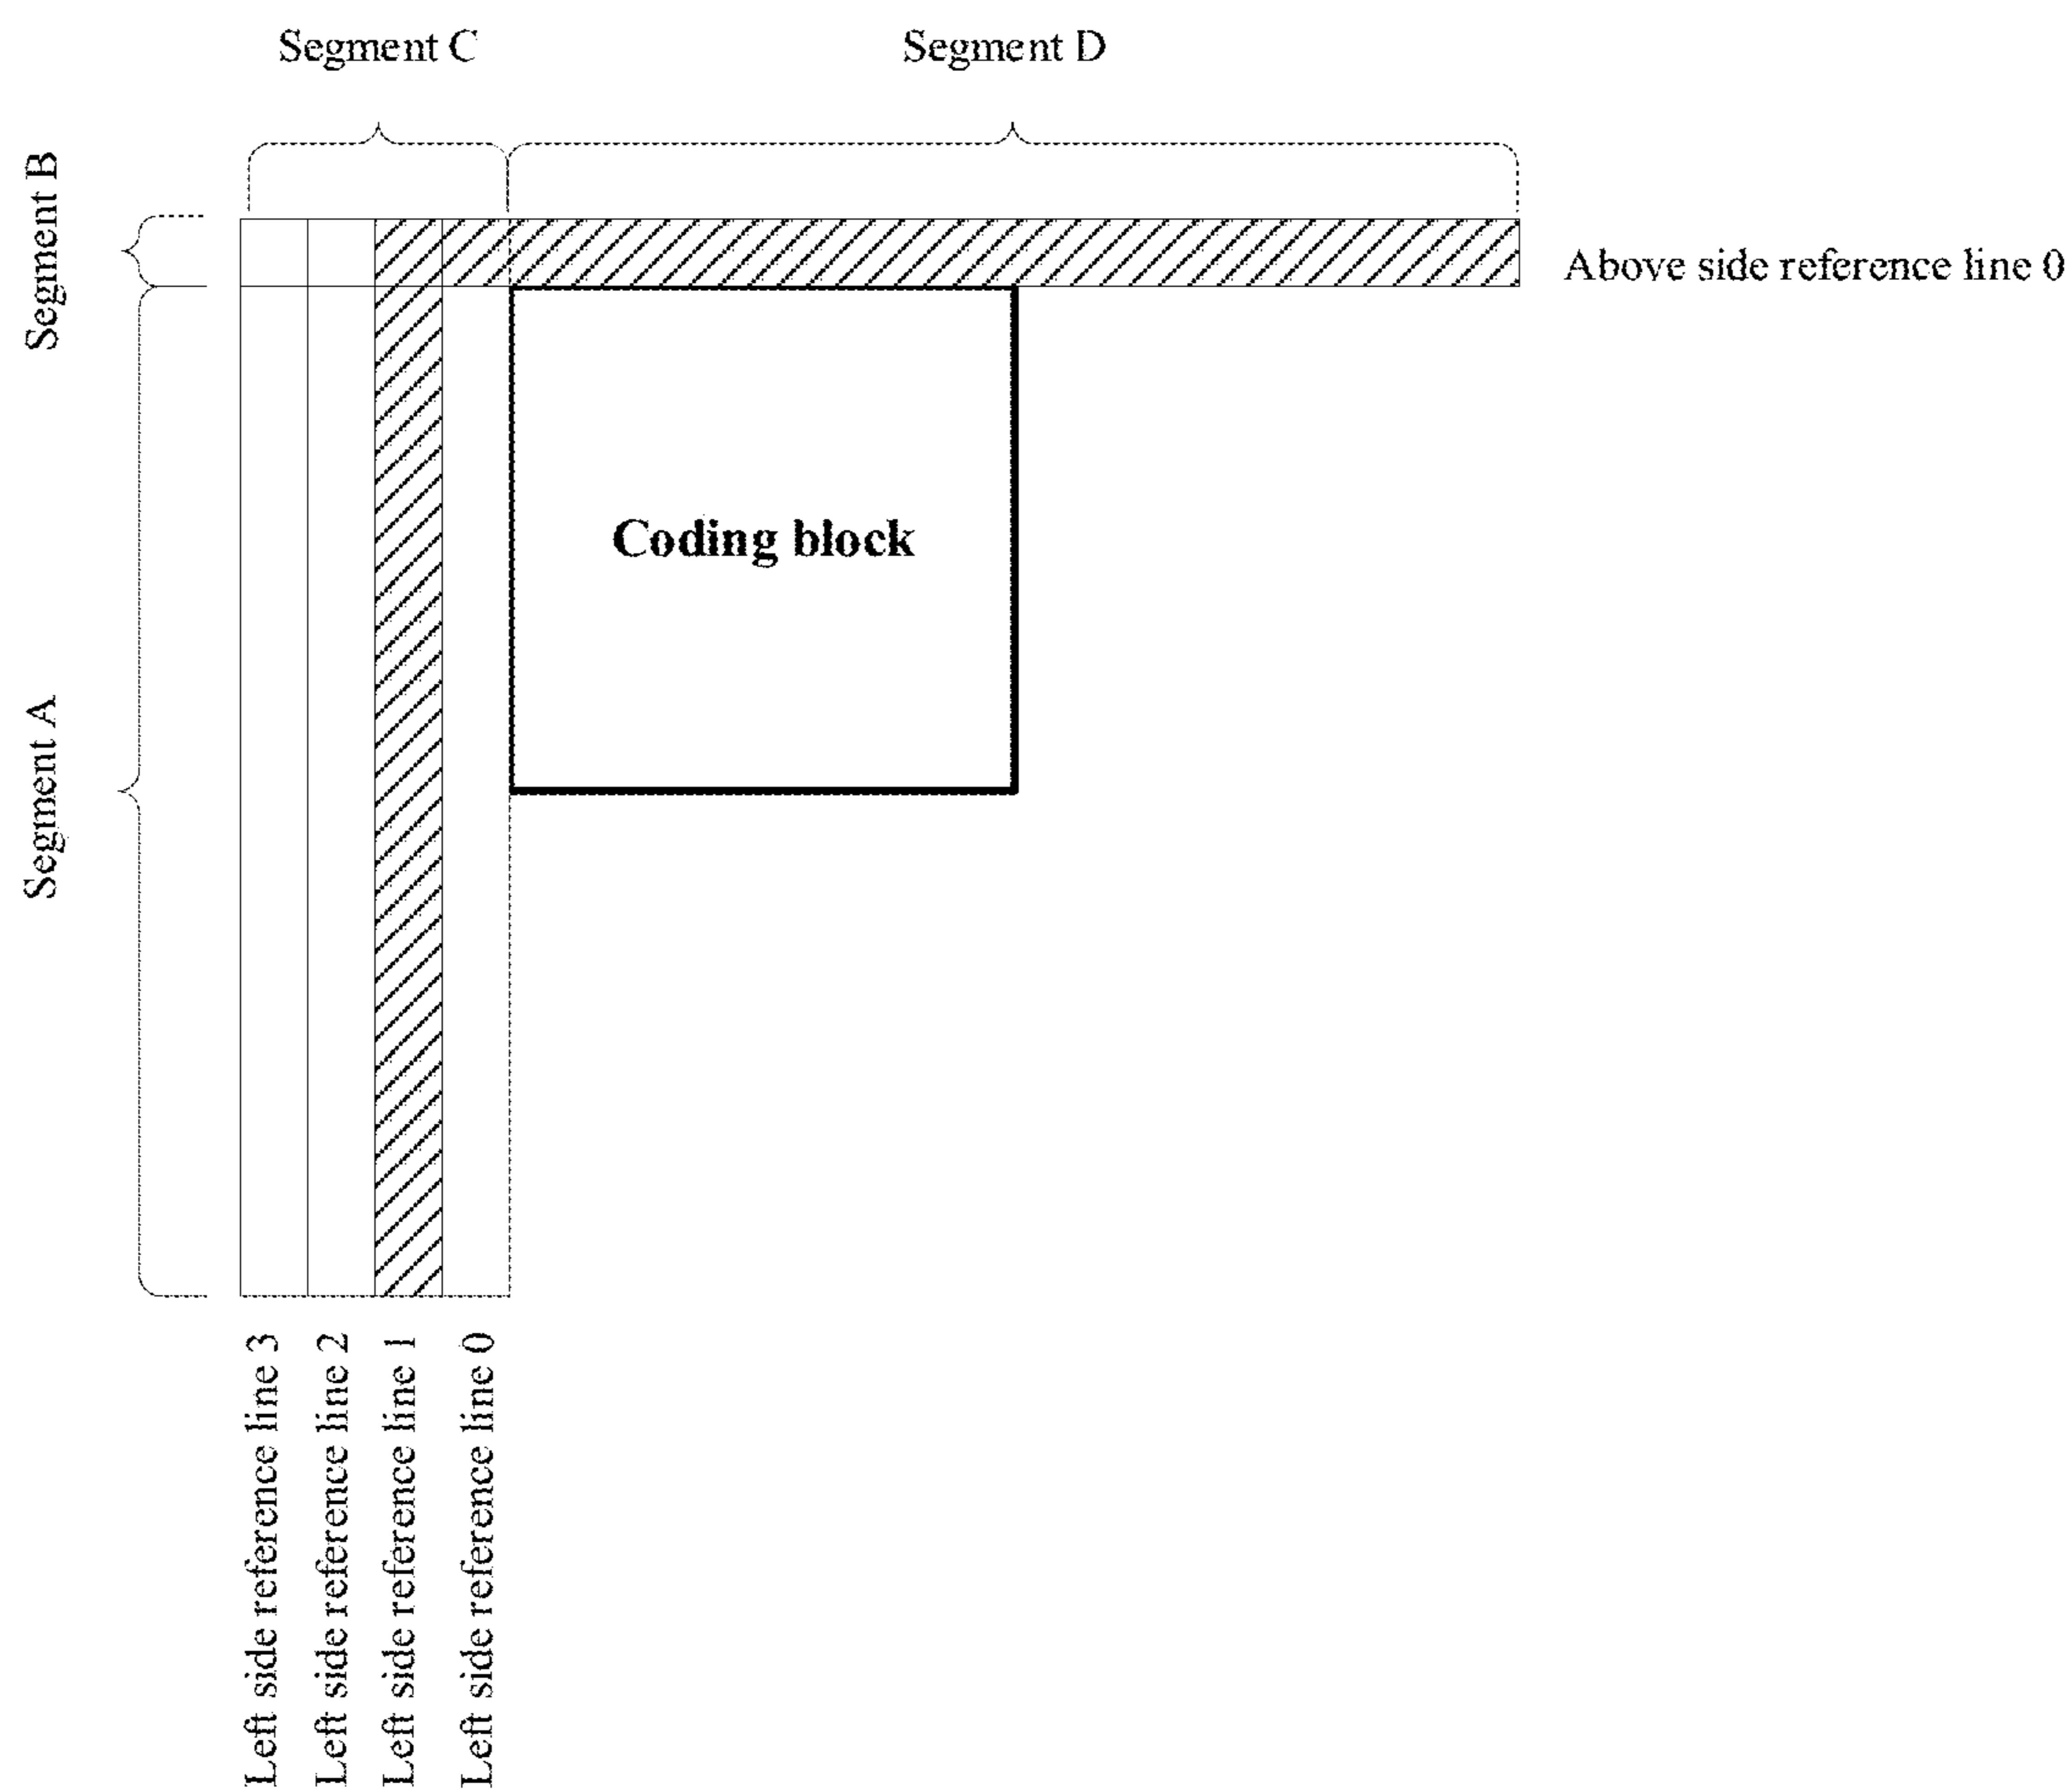 Segment C
Segment D
Segment B
Above side reference line 0
Coding block
Segment A
Left side reference line 3
Left side reference line 2
Left side reference line 1
Left side reference line 0